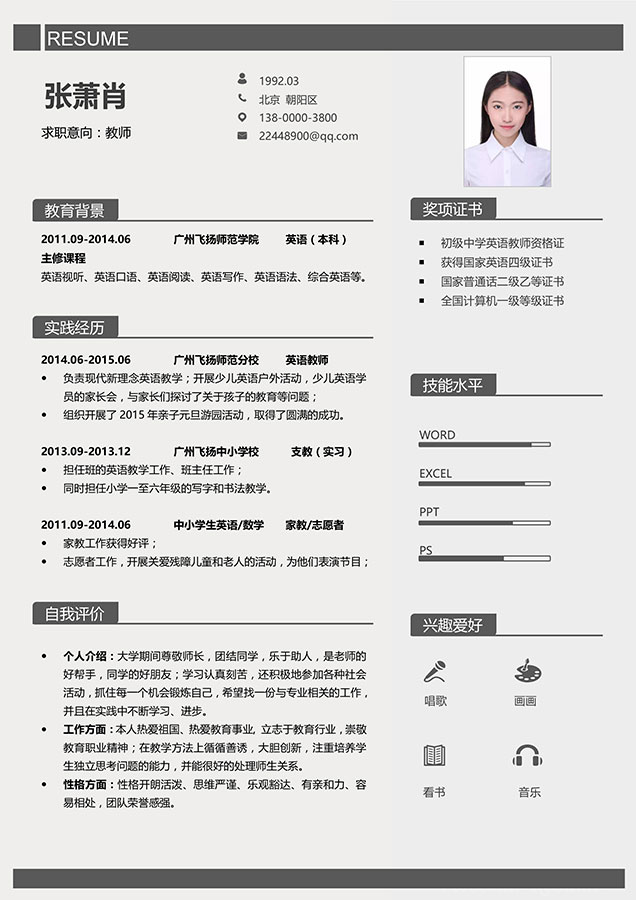 RESUME
张萧肖
求职意向：教师
1992.03
北京 朝阳区
138-0000-3800
22448900@qq.com
教育背景
2011.09-2014.06 广州飞扬师范学院 英语（本科）
主修课程
英语视听、英语口语、英语阅读、英语写作、英语语法、综合英语等。
实践经历
2014.06-2015.06 广州飞扬师范分校 英语教师
• 负责现代新理念英语教学；开展少儿英语户外活动，少儿英语学
员的家长会，与家长们探讨了关于孩子的教育等问题；
• 组织开展了 2015 年亲子元旦游园活动，取得了圆满的成功。
2013.09-2013.12 广州飞扬中小学校 支教（实习）
• 担任班的英语教学工作、班主任工作；
• 同时担任小学一至六年级的写字和书法教学。
2011.09-2014.06 中小学生英语/数学 家教/志愿者
• 家教工作获得好评；
• 志愿者工作，开展关爱残障儿童和老人的活动，为他们表演节目；
自我评价
• 个人介绍：大学期间尊敬师长，团结同学，乐于助人，是老师的
好帮手，同学的好朋友；学习认真刻苦，还积极地参加各种社会
活动，抓住每一个机会锻炼自己，希望找一份与专业相关的工作，
并且在实践中不断学习、进步。
• 工作方面：本人热爱祖国、热爱教育事业, 立志于教育行业，崇敬
教育职业精神；在教学方法上循循善诱，大胆创新，注重培养学
生独立思考问题的能力，并能很好的处理师生关系。
• 性格方面：性格开朗活泼、思维严谨、乐观豁达、有亲和力、容
易相处，团队荣誉感强。
奖项证书
▪ 初级中学英语教师资格证
▪ 获得国家英语四级证书
▪ 国家普通话二级乙等证书
▪ 全国计算机一级等级证书
技能水平
WORD
EXCEL
PPT
PS
兴趣爱好
唱歌 画画
看书 音乐